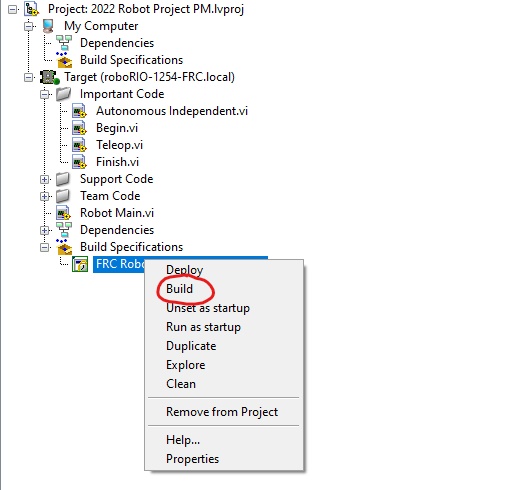 Project: 2022 Robot Project PM.lvproj
My Computer
Dependencies
Build Specifications
Target (roboRIO-1254-FRC.local)
Important Code
Autonomous Independent.vi
Begin.vi
Teleop.vi
Finish.vi
Support Code
Team Code
Robot Main.vi
Dependencies
Build Specifications
FRC Robo
Deploy
Build
Unset as startup
Run as startup
Duplicate
Explore
Clean
Remove from Project
Help...
Properties